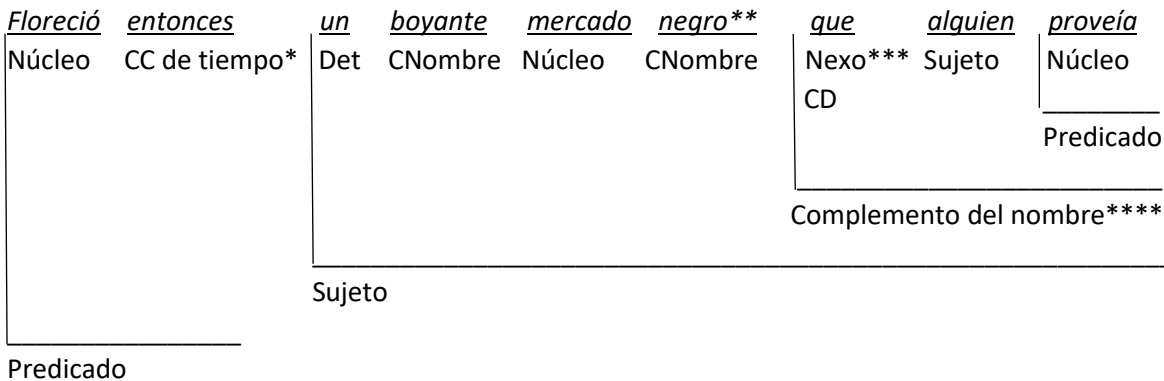 Floreció entonces un boyante mercado negro** que alguien proveía
Núcleo CC de tiempo* Det CNombre Núcleo CNombre Nexo*** Sujeto Núcleo
CD
Predicado
Complemento del nombre****
Sujeto
Predicado